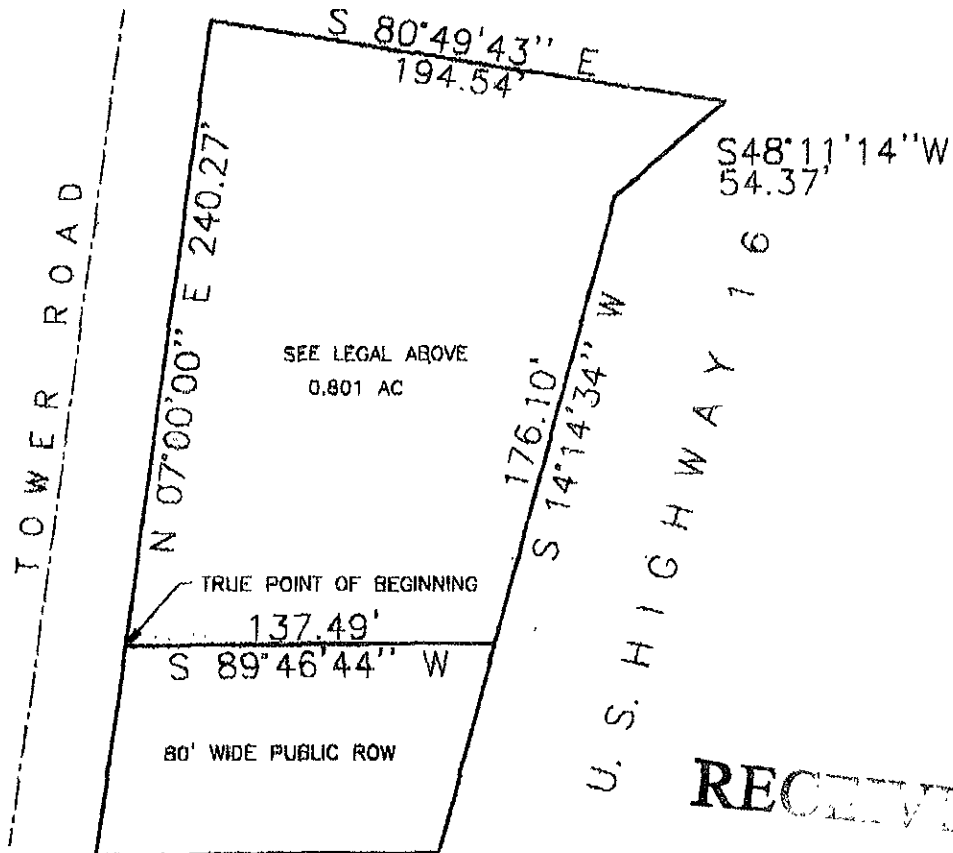 S 80°49'43" E
194.54'
S48°11'14"W
54.37'
N 07°00'00" E 240.27'
TOWER ROAD
SEE LEGAL ABOVE
0.801 AC
176.10'
S 14°14'34" W
U.S. HIGHWAY 16
TRUE POINT OF BEGINNING
137.49'
S 89°46'44" W
80' WIDE PUBLIC ROW